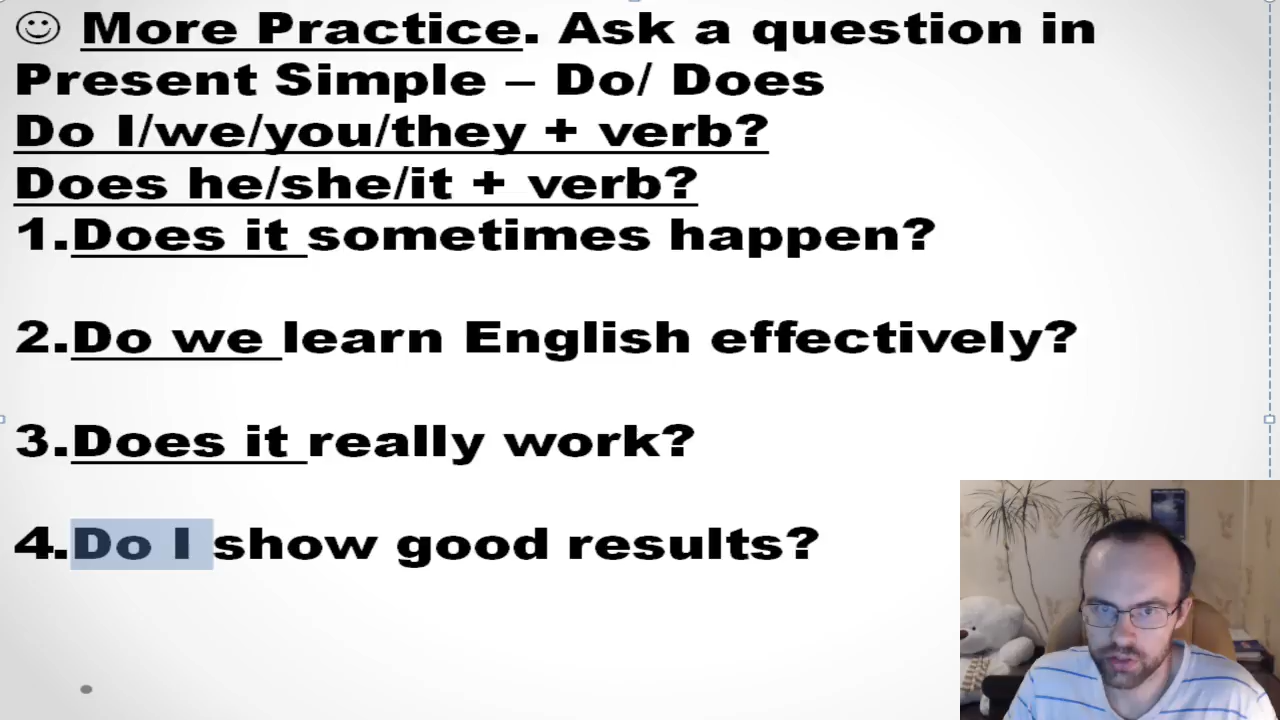 ☺ More Practice. Ask a question in
Present Simple – Do/ Does
Do I/we/you/they + verb?
Does he/she/it + verb?
1.Does it sometimes happen?
2.Do we learn English effectively?
3.Does it really work?
4.Do I show good results?